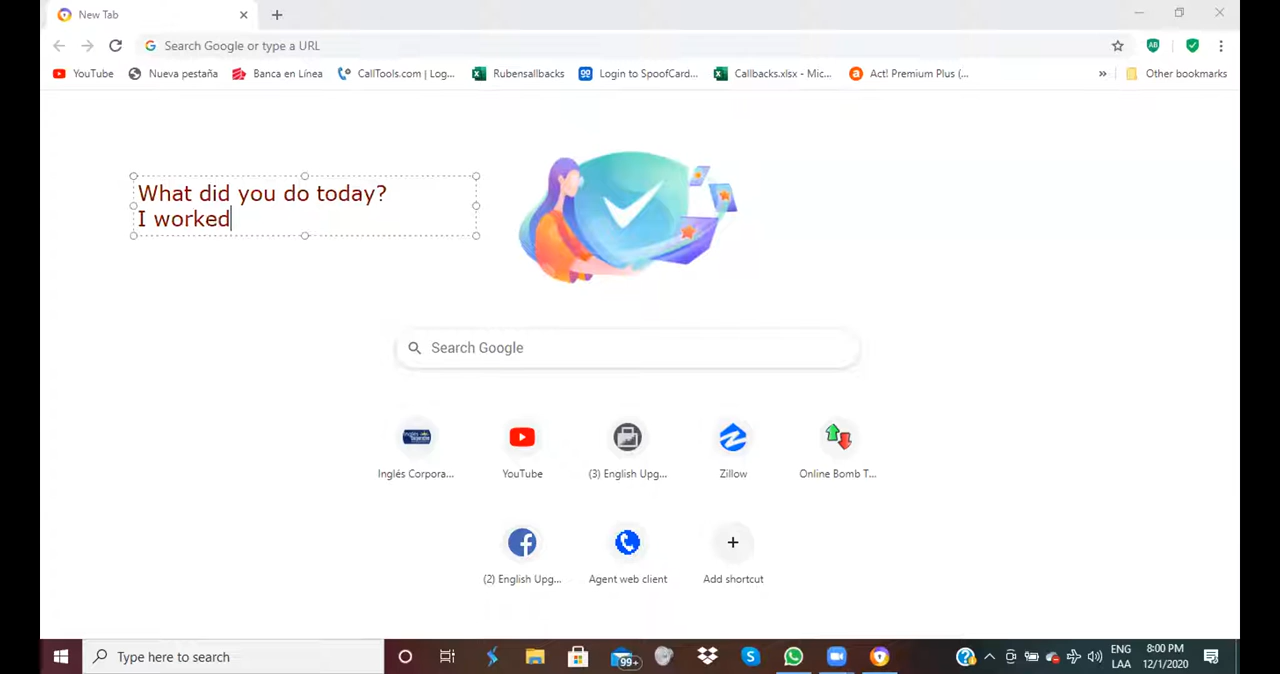 New Tab
Search Google or type a URL
YouTube
Nueva pestaña
Banca en Línea
CallTools.com | Log...
Rubensallbacks
Login to SpoofCard...
Callbacks.xlsx - Mic...
Act! Premium Plus (...
»
Other bookmarks
What did you do today?
I worked
Search Google
Inglés Corpora...
YouTube
(3) English Upg...
Zillow
Online Bomb T...
(2) English Upg...
Agent web client
Add shortcut
Type here to search
99+
ENG
LAA
8:00 PM
12/1/2020